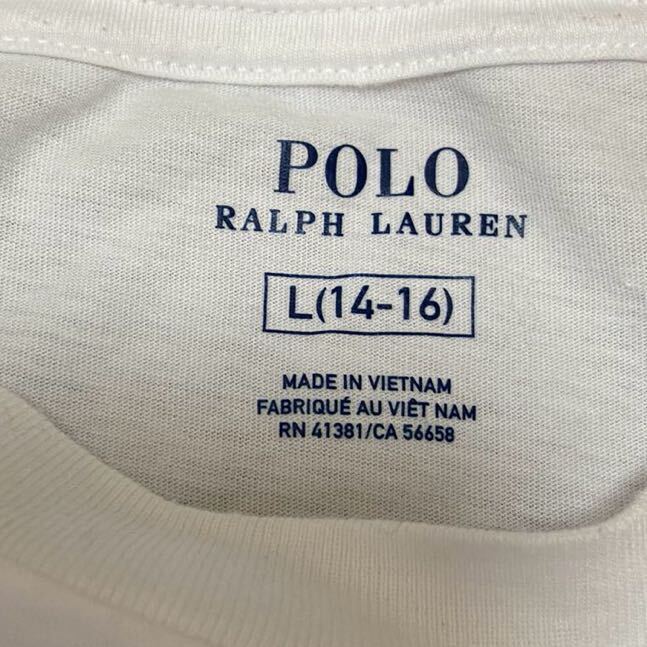 POLO
RALPH LAUREN
L(14-16)
MADE IN VIETNAM
FABRIQUÉ AU VIÊT NAM
RN 41381/CA 56658